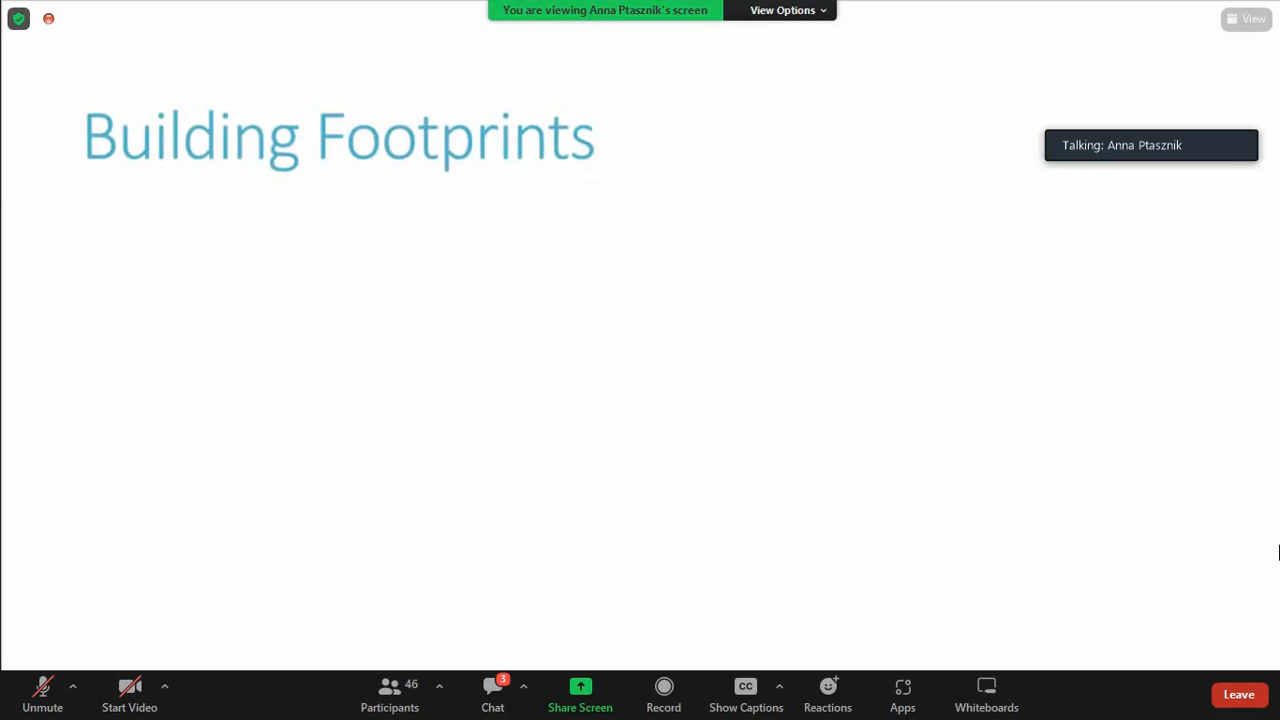 You are viewing Anna Ptasznik's screen
View Options
View
Building Footprints
Talking: Anna Ptasznik
Unmute
Start Video
46
Participants
3
Chat
Share Screen
Record
CC
Show Captions
Reactions
Apps
Whiteboards
Leave